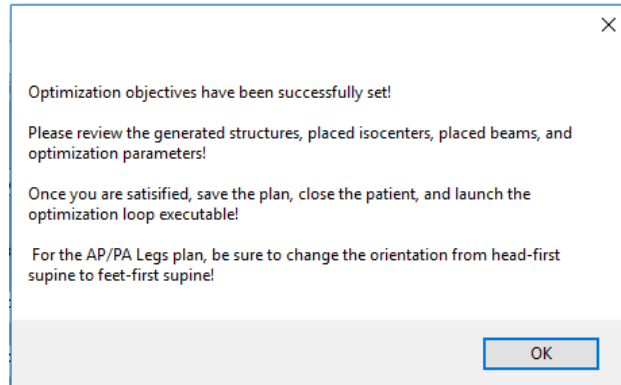 Optimization objectives have been successfully set!
Please review the generated structures, placed isocenters, placed beams, and
optimization parameters!
Once you are satisified, save the plan, close the patient, and launch the
optimization loop executable!
For the AP/PA Legs plan, be sure to change the orientation from head-first
supine to feet-first supine!
OK